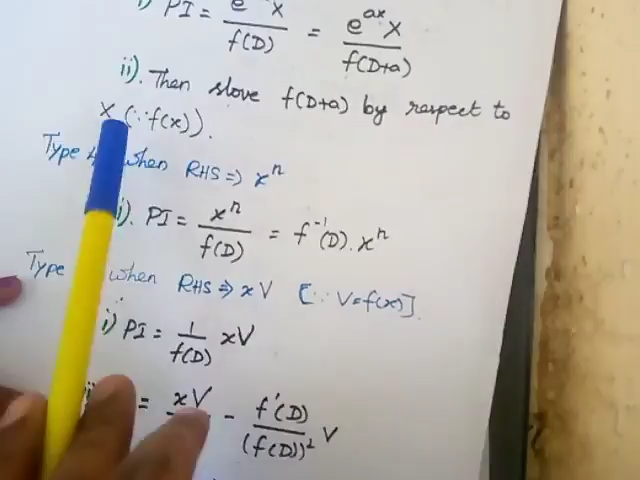 i) PI = e^{ax} X / f(D) = e^{ax} X / f(D+a)
ii). Then slove f(D+a) by respect to
X (∵ f(x)).
Type when RHS ⇒ x^n
i). PI = x^n / f(D) = f^{-1}(D). x^n
Type when RHS ⇒ xV [∵ V=f(x)].
i) PI = 1 / f(D) xV
= xV - f'(D) / (f(D))^2 V